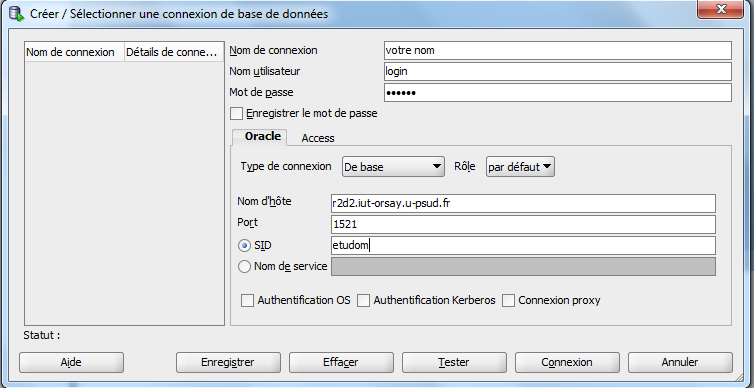 Créer / Sélectionner une connexion de base de données
Nom de connexion Détails de conne...
Nom de connexion votre nom
Nom utilisateur login
Mot de passe ••••••
Enregistrer le mot de passe
Oracle Access
Type de connexion De base Rôle par défaut
Nom d'hôte r2d2.iut-orsay.u-psud.fr
Port 1521
SID etudom
Nom de service
Authentification OS Authentification Kerberos Connexion proxy
Statut :
Aide Enregistrer Effacer Tester Connexion Annuler